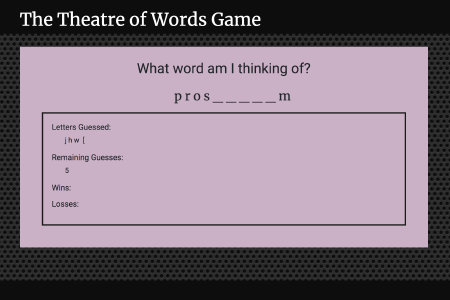 The Theatre of Words Game
What word am I thinking of?
p r o s _ _ _ _ _ _ m
Letters Guessed:
j h w [
Remaining Guesses:
5
Wins:
Losses: